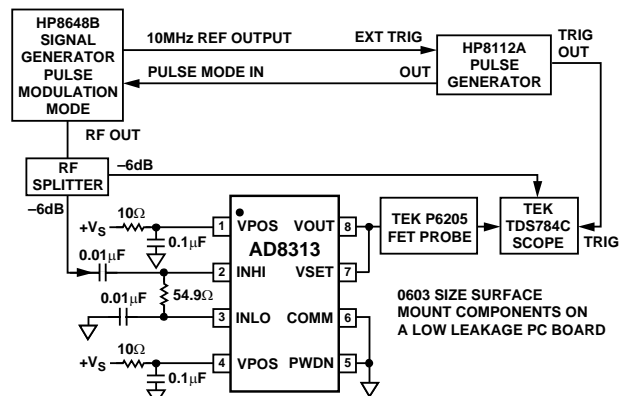 HP8648B
SIGNAL
GENERATOR
PULSE
MODULATION
MODE
10MHz REF OUTPUT
EXT TRIG
PULSE MODE IN
OUT
HP8112A
PULSE
GENERATOR
TRIG
OUT
RF OUT
RF
SPLITTER
–6dB
–6dB
+VS
10Ω
0.1μF
0.01μF
54.9Ω
0.01μF
+VS
10Ω
0.1μF
1
VPOS
2
INHI
3
INLO
4
VPOS
AD8313
VOUT
8
VSET
7
COMM
6
PWDN
5
TEK P6205
FET PROBE
TEK
TDS784C
SCOPE
TRIG
0603 SIZE SURFACE
MOUNT COMPONENTS ON
A LOW LEAKAGE PC BOARD